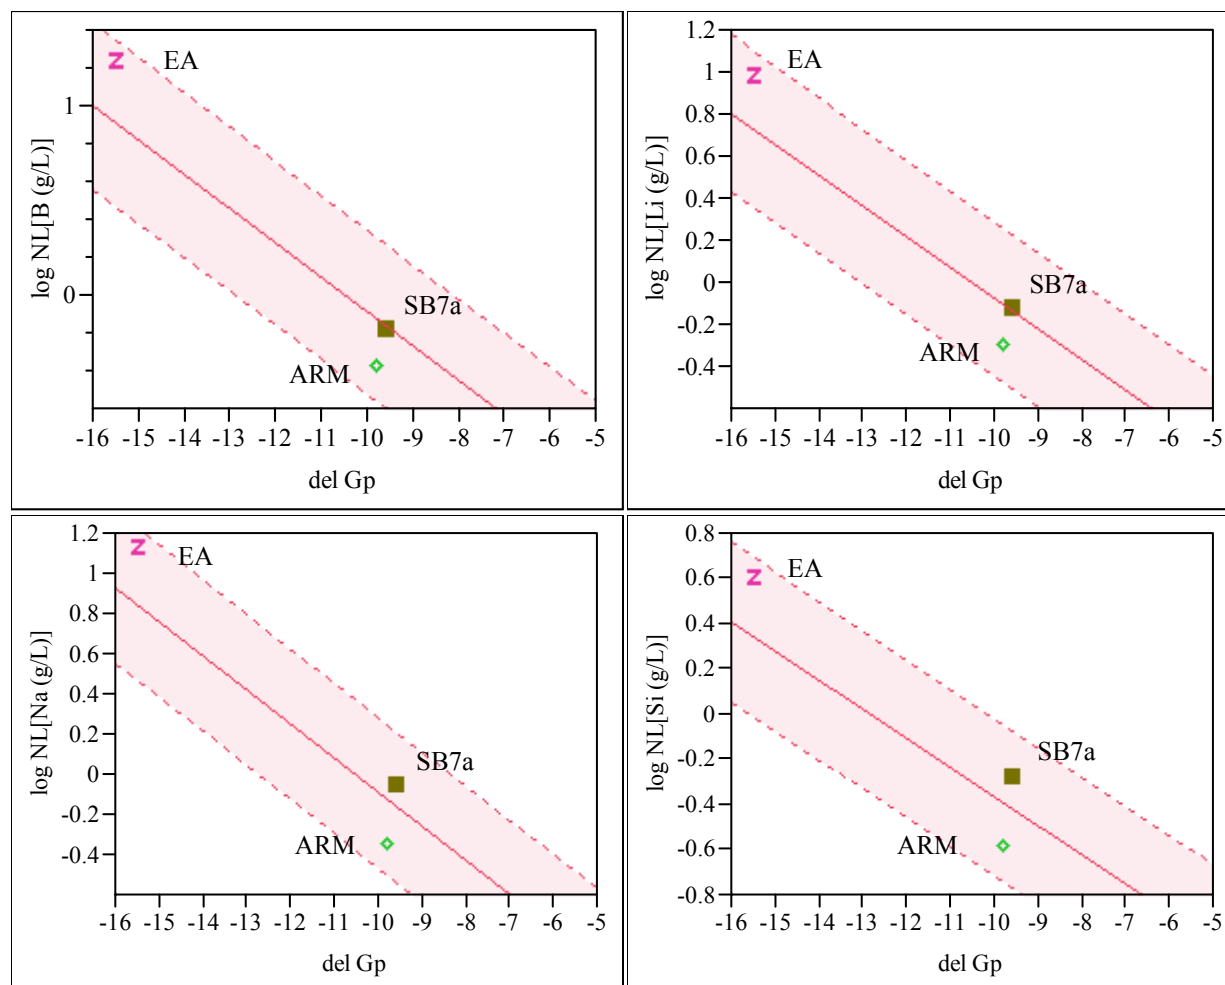 log NL[B (g/L)]
1
0
EA
SB7a
ARM
-16 -15 -14 -13 -12 -11 -10 -9 -8 -7 -6 -5
del Gp
log NL[Li (g/L)]
1.2
1
0.8
0.6
0.4
0.2
0
-0.2
-0.4
EA
SB7a
ARM
-16 -15 -14 -13 -12 -11 -10 -9 -8 -7 -6 -5
del Gp
log NL[Na (g/L)]
1.2
1
0.8
0.6
0.4
0.2
0
-0.2
-0.4
EA
SB7a
ARM
-16 -15 -14 -13 -12 -11 -10 -9 -8 -7 -6 -5
del Gp
log NL[Si (g/L)]
0.8
0.6
0.4
0.2
0
-0.2
-0.4
-0.6
-0.8
EA
SB7a
ARM
-16 -15 -14 -13 -12 -11 -10 -9 -8 -7 -6 -5
del Gp